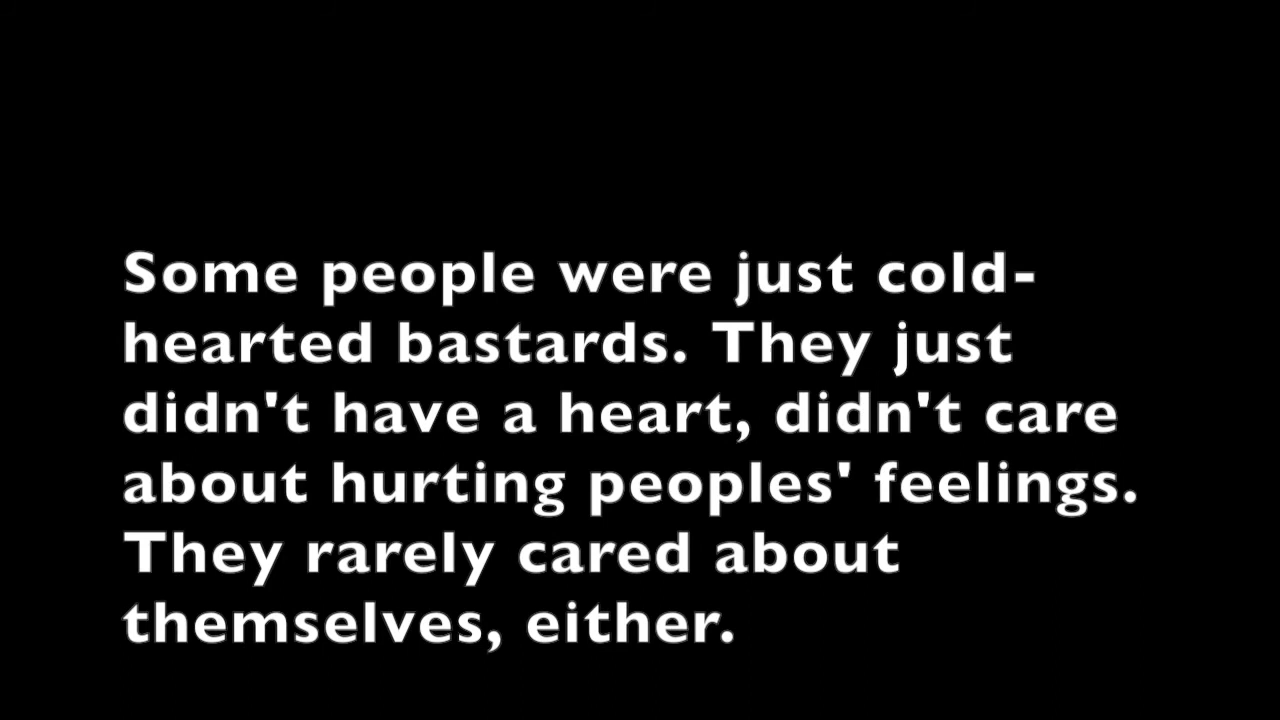 Some people were just cold-
hearted bastards. They just
didn't have a heart, didn't care
about hurting peoples' feelings.
They rarely cared about
themselves, either.